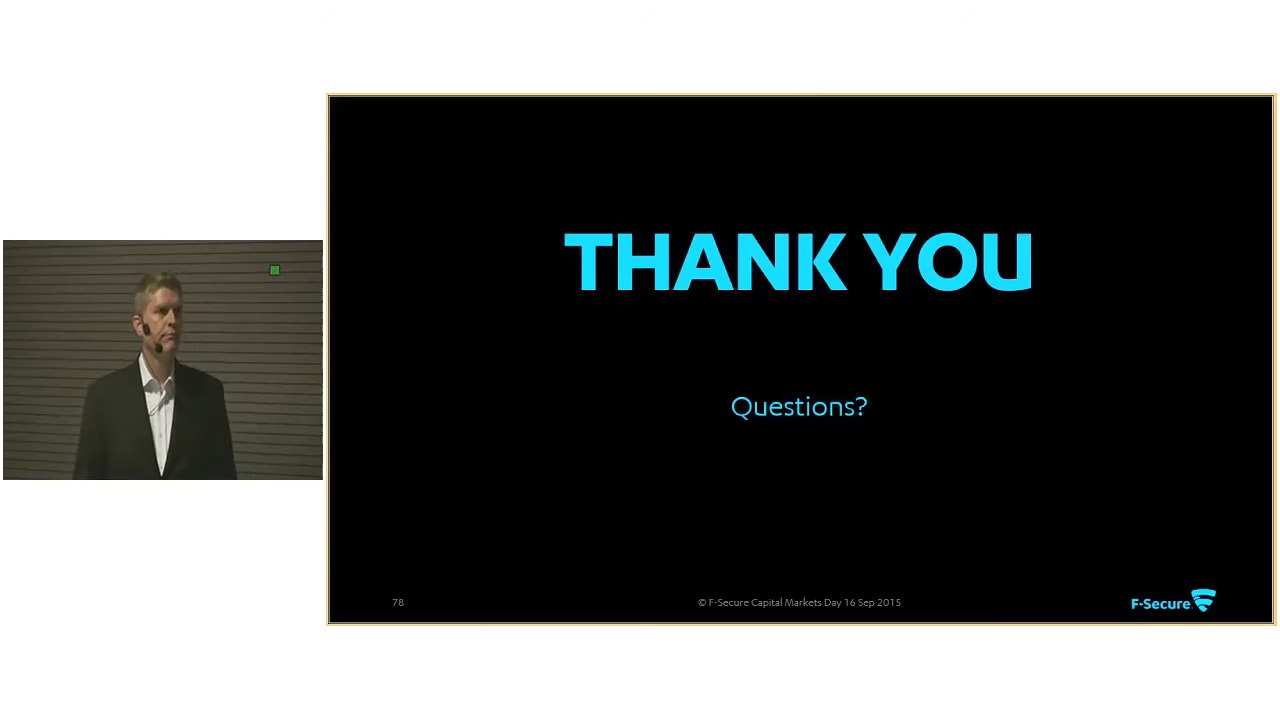 THANK YOU
Questions?
78
© F-Secure Capital Markets Day 16 Sep 2015
F-Secure